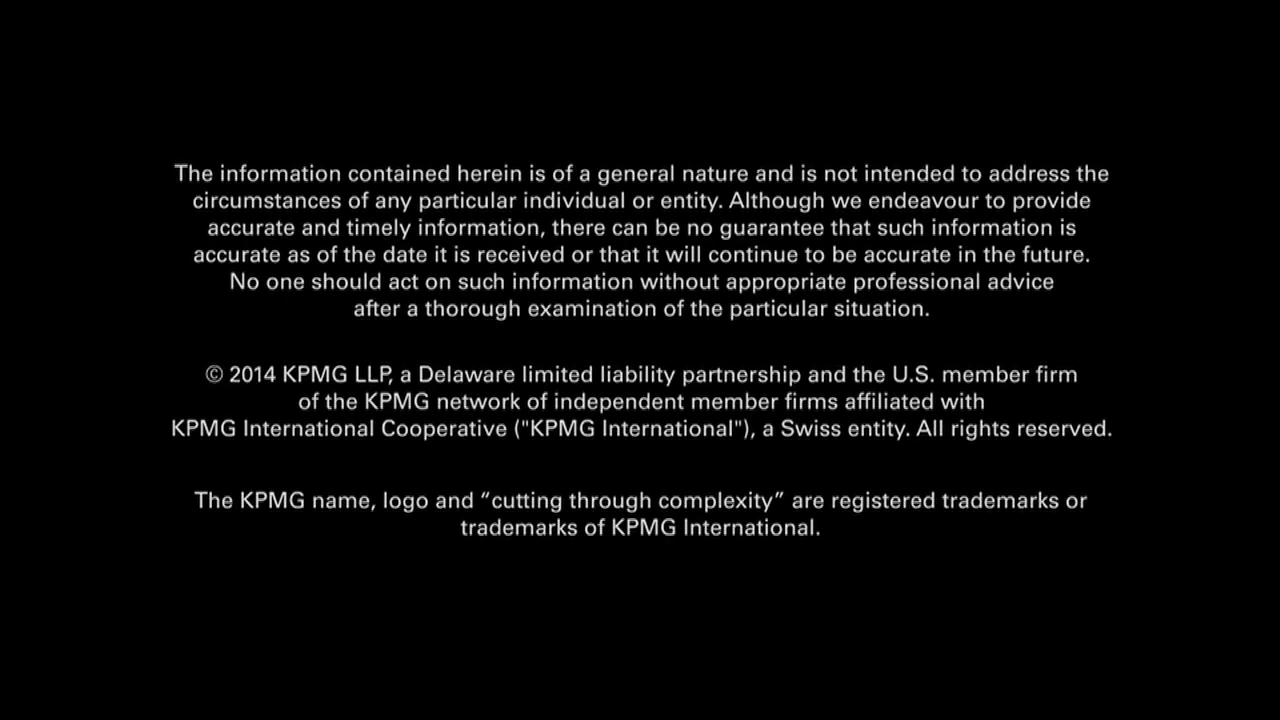 The information contained herein is of a general nature and is not intended to address the
circumstances of any particular individual or entity. Although we endeavour to provide
accurate and timely information, there can be no guarantee that such information is
accurate as of the date it is received or that it will continue to be accurate in the future.
No one should act on such information without appropriate professional advice
after a thorough examination of the particular situation.
© 2014 KPMG LLP, a Delaware limited liability partnership and the U.S. member firm
of the KPMG network of independent member firms affiliated with
KPMG International Cooperative ("KPMG International"), a Swiss entity. All rights reserved.
The KPMG name, logo and “cutting through complexity” are registered trademarks or
trademarks of KPMG International.